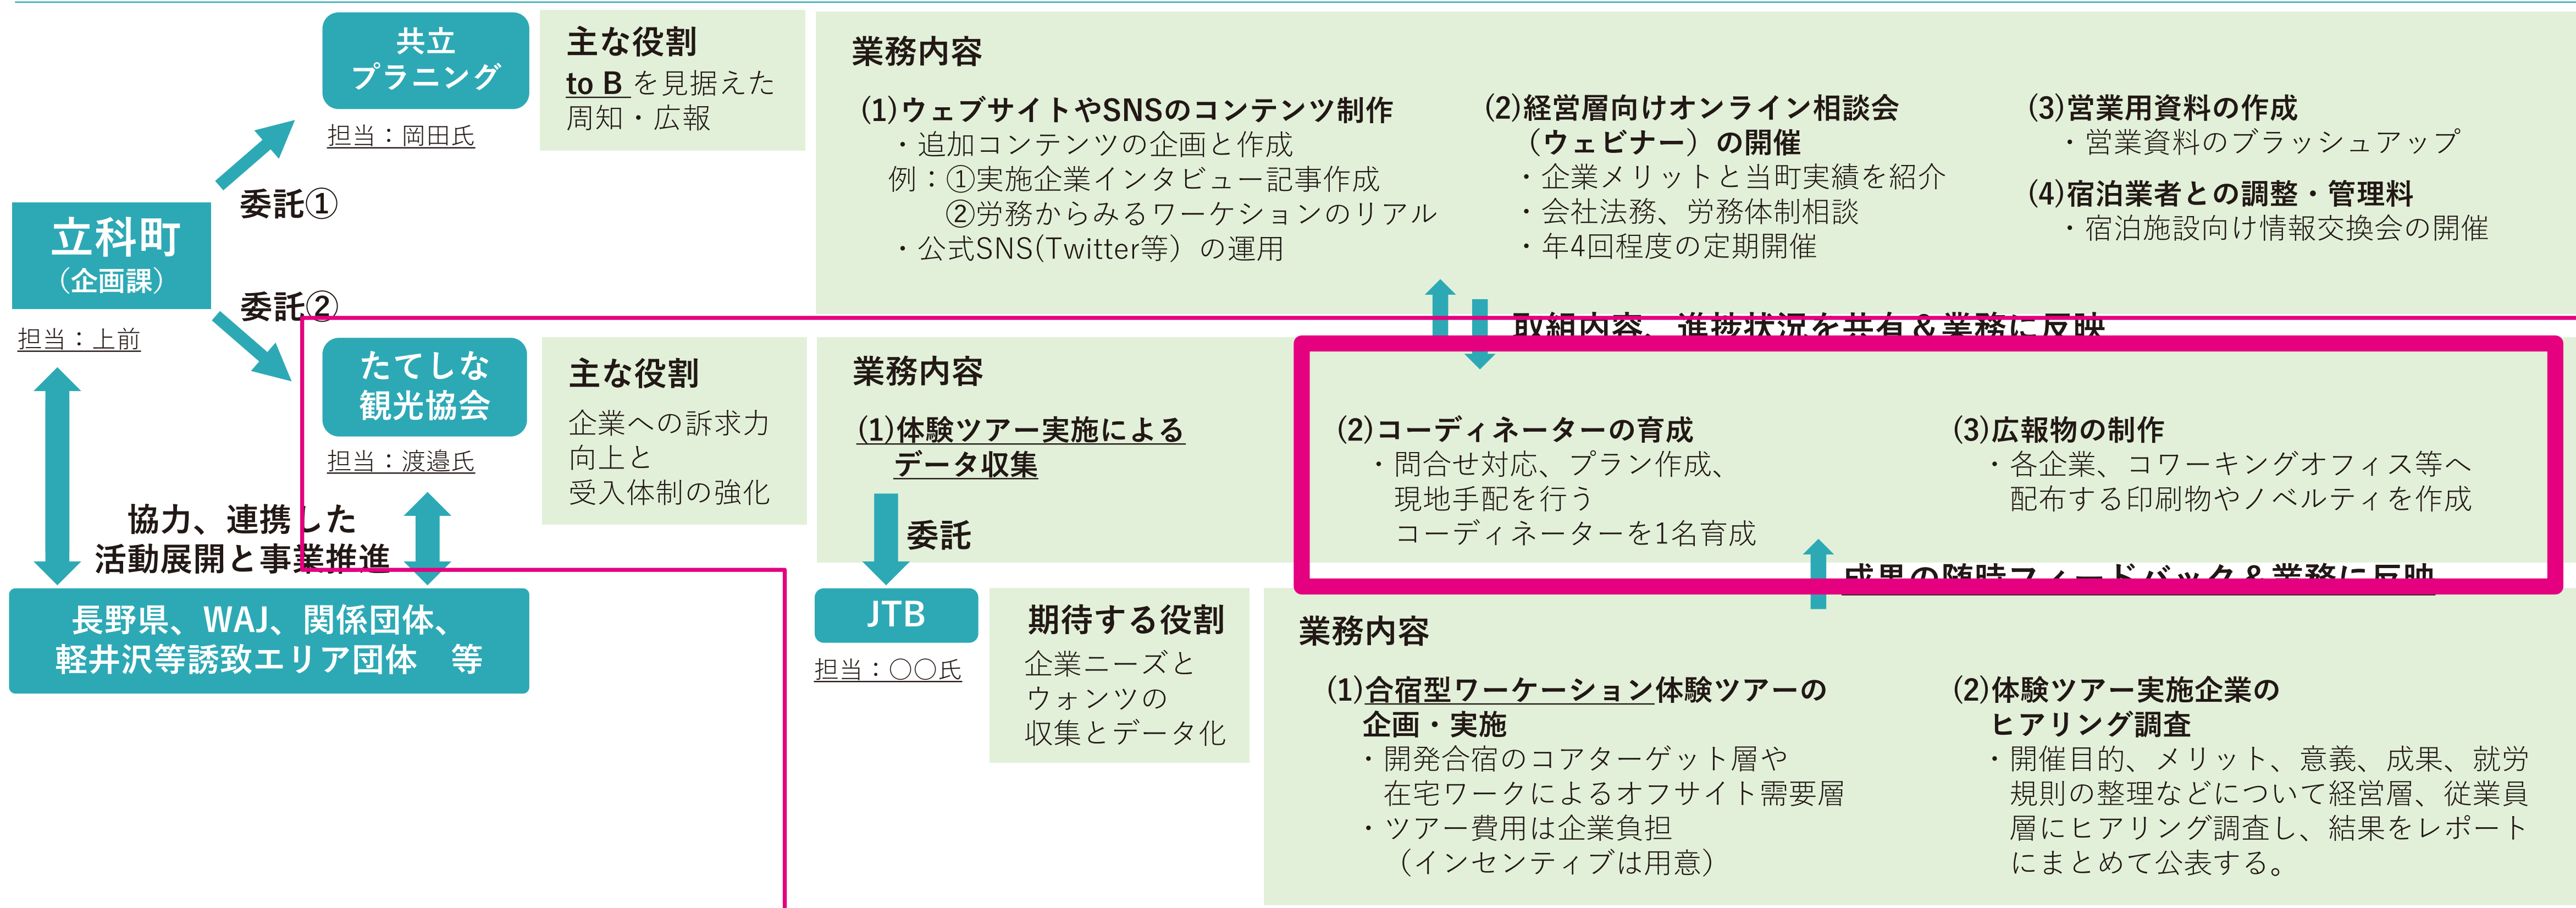 共立
プラニング
担当：岡田氏
主な役割
to B を見据えた
周知・広報
業務内容
(1)ウェブサイトやSNSのコンテンツ制作
・追加コンテンツの企画と作成
例：①実施企業インタビュー記事作成
②労務からみるワーケションのリアル
・公式SNS(Twitter等）の運用
(2)経営層向けオンライン相談会
（ウェビナー）の開催
・企業メリットと当町実績を紹介
・会社法務、労務体制相談
・年4回程度の定期開催
(3)営業用資料の作成
・営業資料のブラッシュアップ
(4)宿泊業者との調整・管理料
・宿泊施設向け情報交換会の開催
委託①
立科町
（企画課）
担当：上前
委託②
取組内容、進捗状況を共有＆業務に反映
たてしな
観光協会
担当：渡邉氏
主な役割
企業への訴求力
向上と
受入体制の強化
業務内容
(1)体験ツアー実施による
データ収集
委託
(2)コーディネーターの育成
・問合せ対応、プラン作成、
現地手配を行う
コーディネーターを1名育成
(3)広報物の制作
・各企業、コワーキングオフィス等へ
配布する印刷物やノベルティを作成
協力、連携した
活動展開と事業推進
成果の随時フィードバック＆業務に反映
長野県、WAJ、関係団体、
軽井沢等誘致エリア団体　等
JTB
担当：○○氏
期待する役割
企業ニーズと
ウォンツの
収集とデータ化
業務内容
(1)合宿型ワーケーション体験ツアーの
企画・実施
・開発合宿のコアターゲット層や
在宅ワークによるオフサイト需要層
・ツアー費用は企業負担
（インセンティブは用意）
(2)体験ツアー実施企業の
ヒアリング調査
・開催目的、メリット、意義、成果、就労
規則の整理などについて経営層、従業員
層にヒアリング調査し、結果をレポート
にまとめて公表する。